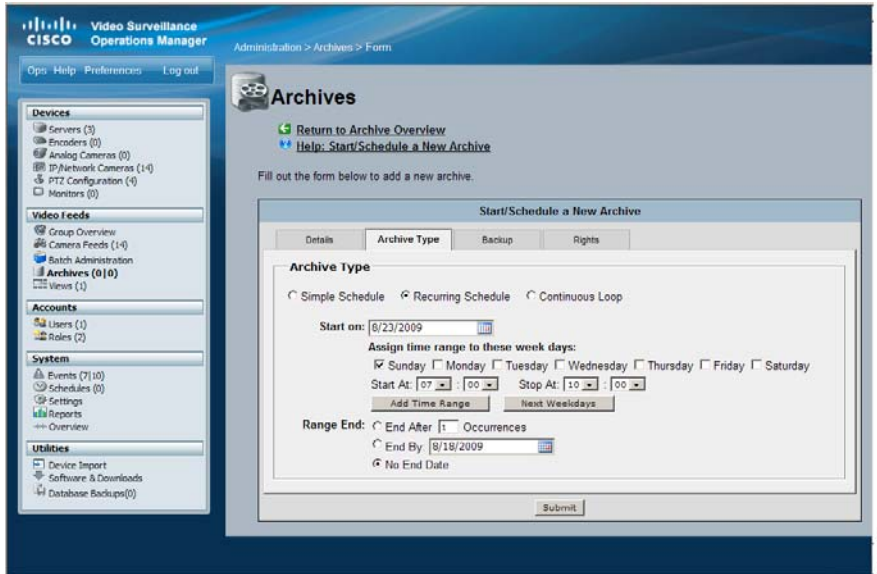 CISCO
Video Surveillance
Operations Manager
Ops Help Preferences Log out
Administration > Archives > Form
Devices
Servers (3)
Encoders (0)
Analog Cameras (0)
IP/Network Cameras (14)
PTZ Configuration (4)
Monitors (0)
Video Feeds
Group Overview
Camera Feeds (14)
Batch Administration
Archives (0|0)
Views (1)
Accounts
Users (1)
Roles (2)
System
Events (7|10)
Schedules (0)
Settings
Reports
Overview
Utilities
Device Import
Software & Downloads
Database Backups(0)
Archives
Return to Archive Overview
Help: Start/Schedule a New Archive
Fill out the form below to add a new archive.
Start/Schedule a New Archive
Details Archive Type Backup Rights
Archive Type
Simple Schedule Recurring Schedule Continuous Loop
Start on: 8/23/2009
Assign time range to these week days:
Sunday Monday Tuesday Wednesday Thursday Friday Saturday
Start At: 07 : 00 Stop At: 10 : 00
Add Time Range Next Weekdays
Range End: End After 1 Occurrences
End By 8/18/2009
No End Date
Submit